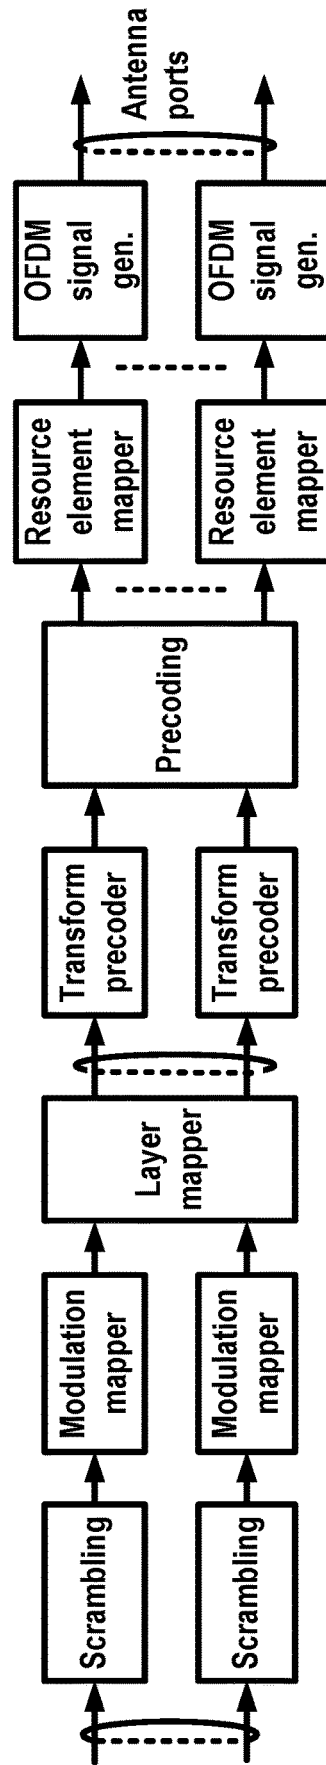 Scrambling
Modulation
mapper
Layer
mapper
Transform
precoder
Precoding
Resource
element
mapper
OFDM
signal
gen.
Antenna
ports
Scrambling
Modulation
mapper
Transform
precoder
Resource
element
mapper
OFDM
signal
gen.